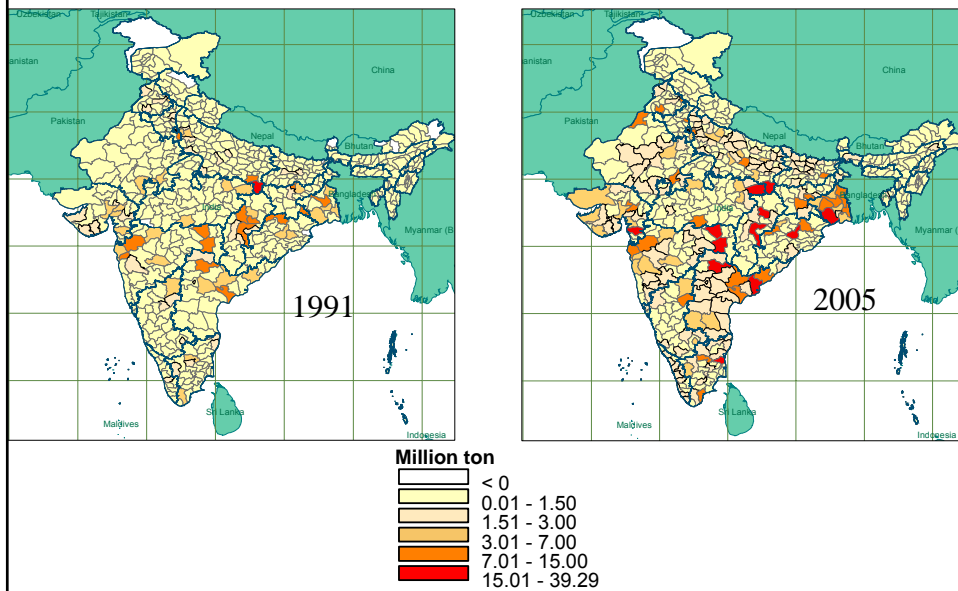 Uzbekistan
Tajikistan
anistan
China
Pakistan
Nepal
Bhutan
Bangladesh
India
Myanmar (B
1991
Sri Lanka
Maldives
Indonesia
Uzbekistan
Tajikistan
anistan
China
Pakistan
Nepal
Bhutan
Bangladesh
India
Myanmar (
2005
Sri Lanka
Maldives
Indonesia
Million ton
< 0
0.01 - 1.50
1.51 - 3.00
3.01 - 7.00
7.01 - 15.00
15.01 - 39.29